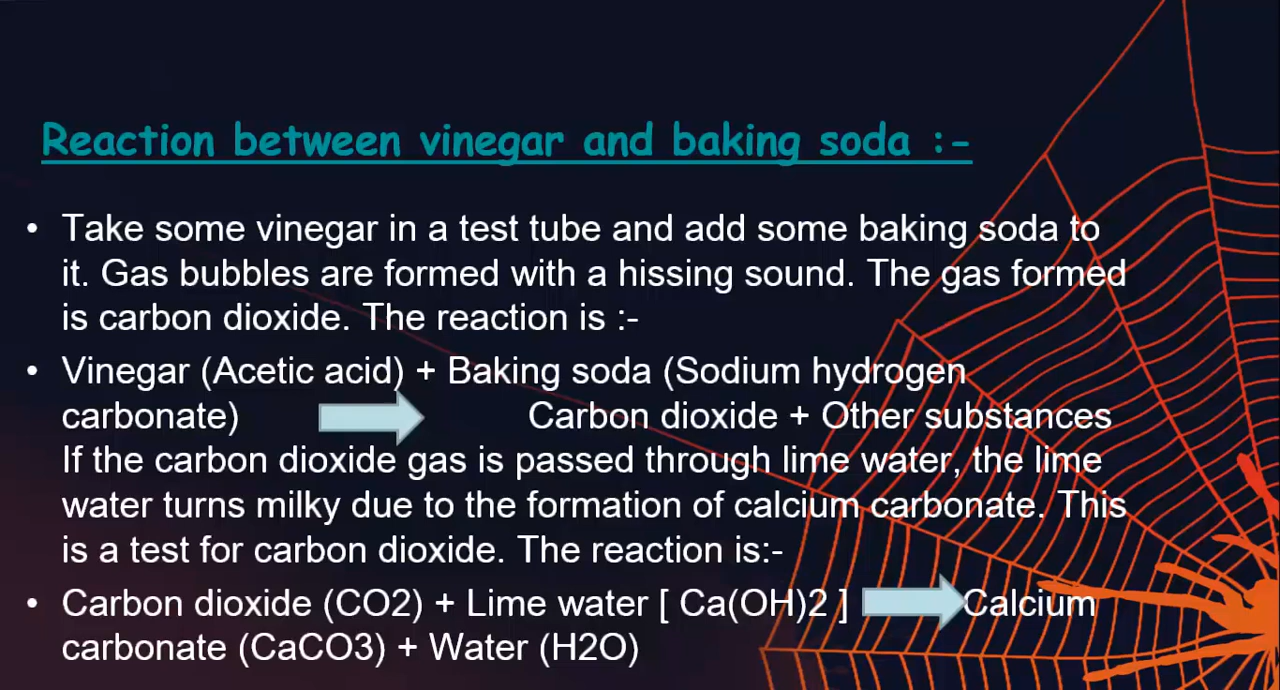 Reaction between vinegar and baking soda :-
• Take some vinegar in a test tube and add some baking soda to
it. Gas bubbles are formed with a hissing sound. The gas formed
is carbon dioxide. The reaction is :-
• Vinegar (Acetic acid) + Baking soda (Sodium hydrogen
carbonate) Carbon dioxide + Other substances
If the carbon dioxide gas is passed through lime water, the lime
water turns milky due to the formation of calcium carbonate. This
is a test for carbon dioxide. The reaction is:-
• Carbon dioxide (CO2) + Lime water [ Ca(OH)2 ] Calcium
carbonate (CaCO3) + Water (H2O)